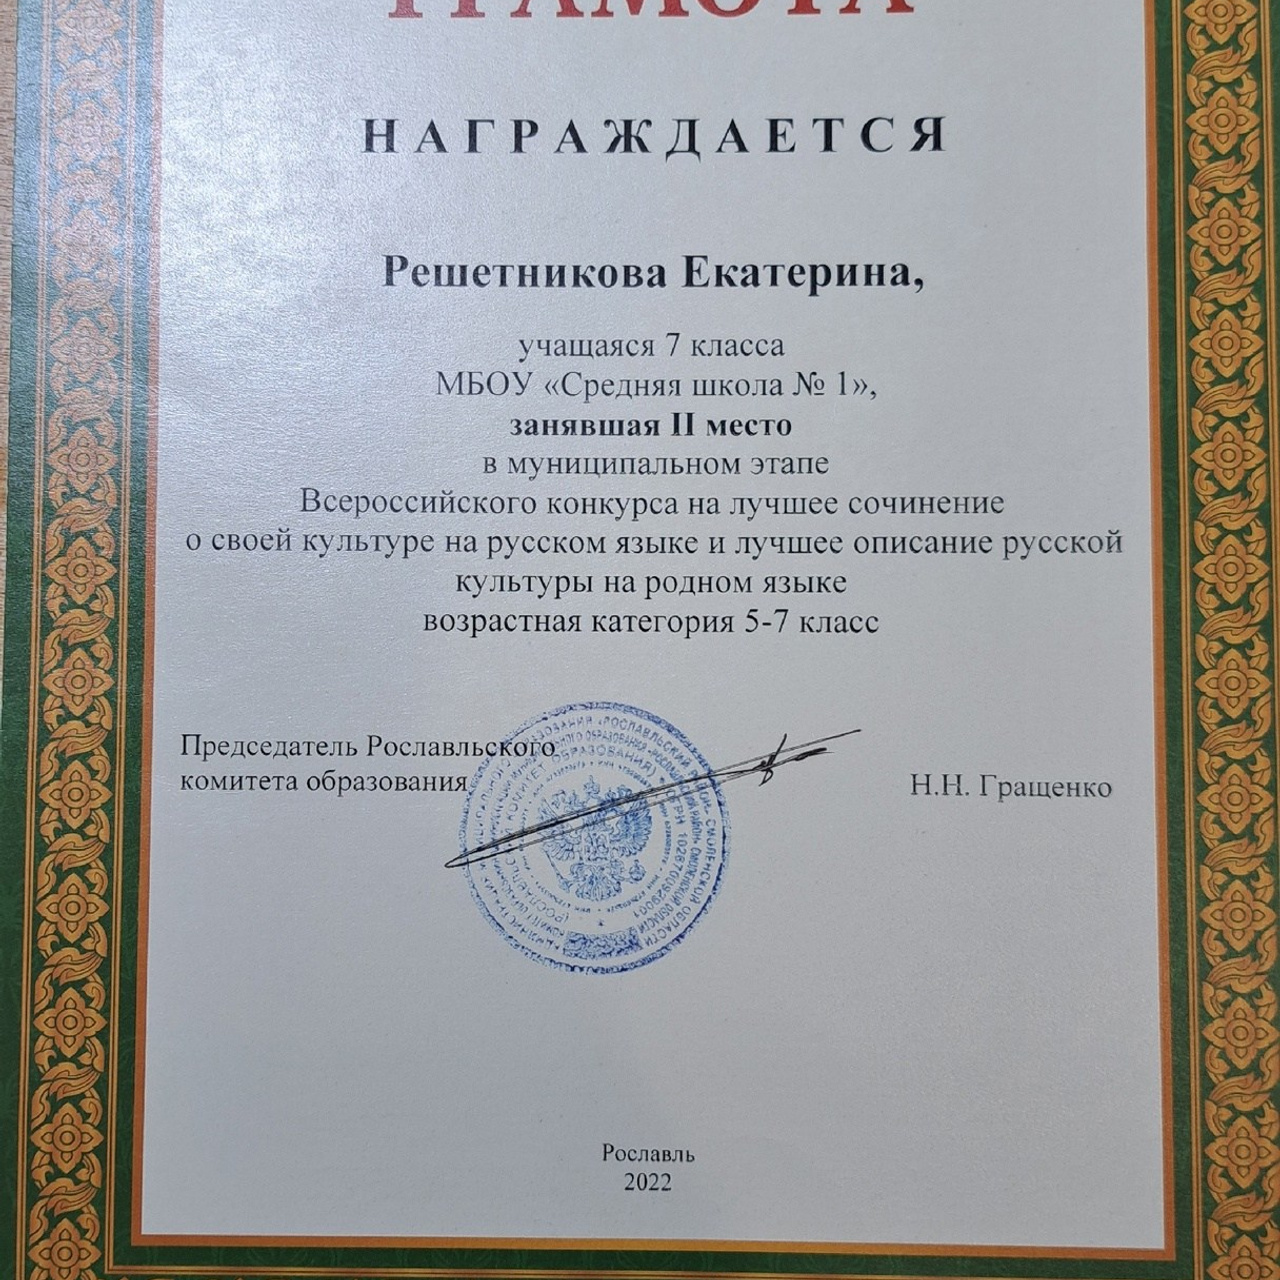 ГРАМОТА
НАГРАЖДАЕТСЯ
Решетникова Екатерина,
учащаяся 7 класса
МБОУ «Средняя школа № 1»,
занявшая II место
в муниципальном этапе
Всероссийского конкурса на лучшее сочинение
о своей культуре на русском языке и лучшее описание русской
культуры на родном языке
возрастная категория 5-7 класс
Председатель Рославльского
комитета образования
Н.Н. Гращенко
Рославль
2022